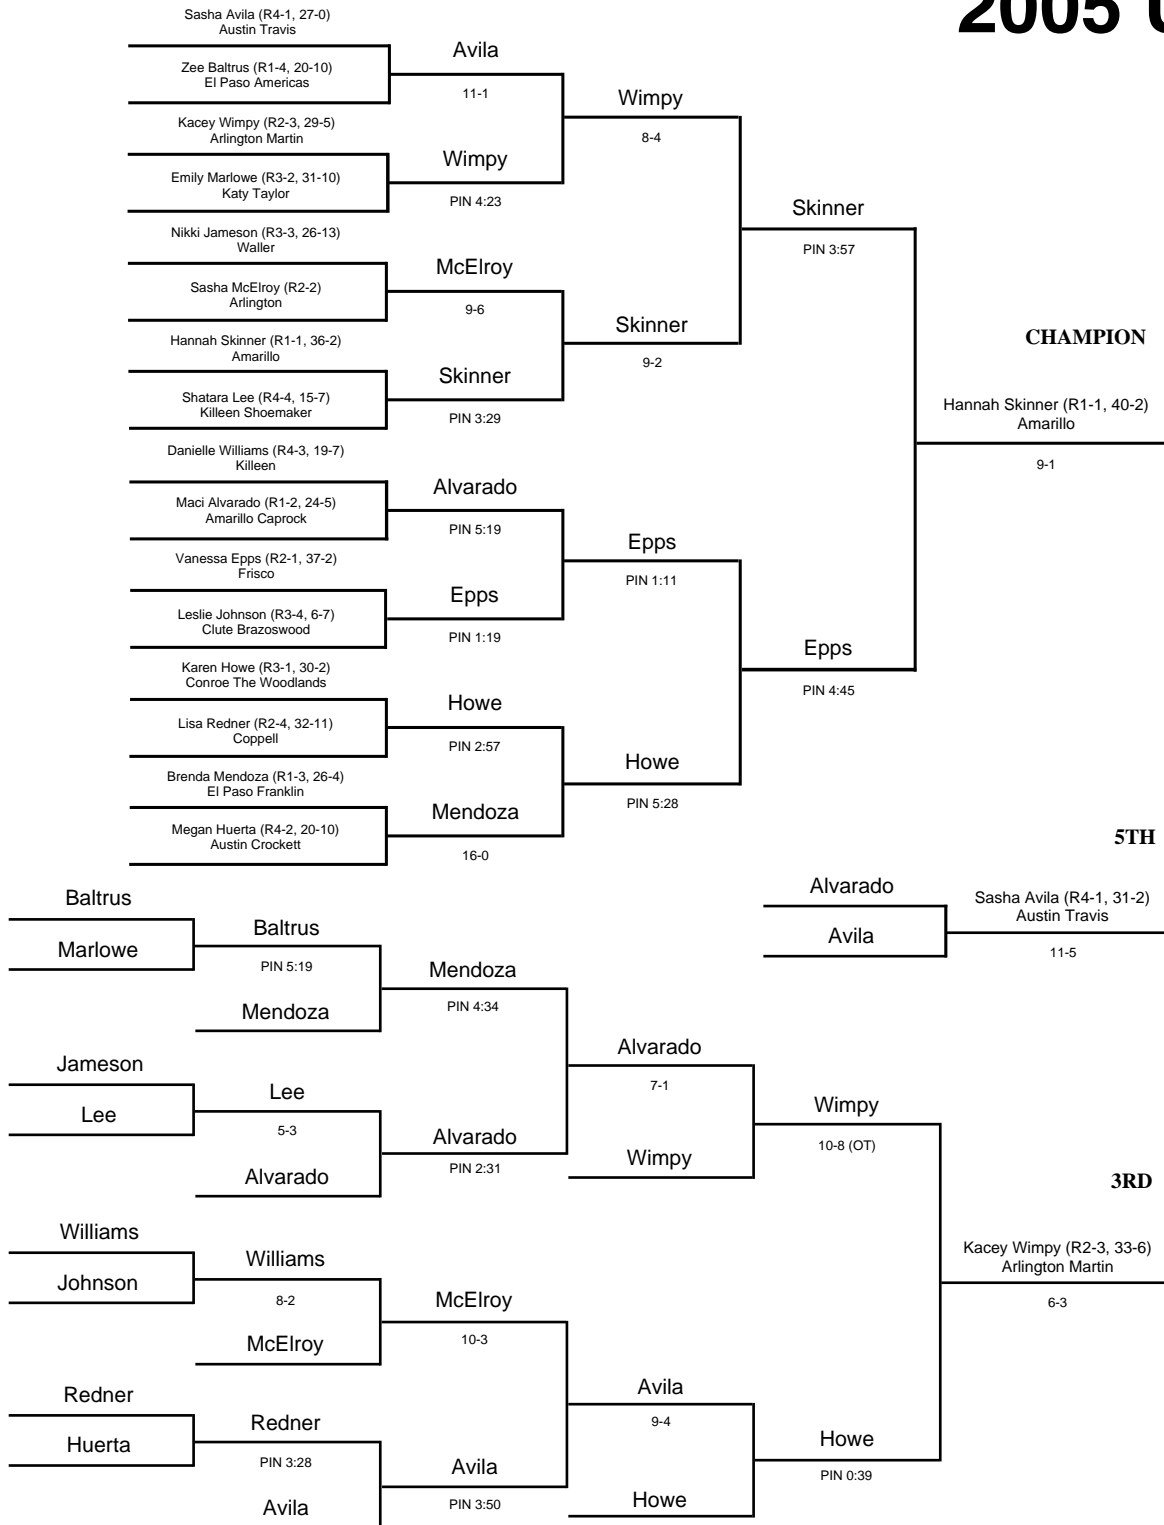 2005 U
Sasha Avila (R4-1, 27-0)
Austin Travis
Zee Baltrus (R1-4, 20-10)
El Paso Americas
Avila
11-1
Kacey Wimpy (R2-3, 29-5)
Arlington Martin
Emily Marlowe (R3-2, 31-10)
Katy Taylor
Wimpy
PIN 4:23
Wimpy
8-4
Nikki Jameson (R3-3, 26-13)
Waller
Sasha McElroy (R2-2)
Arlington
McElroy
9-6
Hannah Skinner (R1-1, 36-2)
Amarillo
Shatara Lee (R4-4, 15-7)
Killeen Shoemaker
Skinner
PIN 3:29
Skinner
9-2
Skinner
PIN 3:57
Danielle Williams (R4-3, 19-7)
Killeen
Maci Alvarado (R1-2, 24-5)
Amarillo Caprock
Alvarado
PIN 5:19
Vanessa Epps (R2-1, 37-2)
Frisco
Leslie Johnson (R3-4, 6-7)
Clute Brazoswood
Epps
PIN 1:19
Epps
PIN 1:11
Karen Howe (R3-1, 30-2)
Conroe The Woodlands
Lisa Redner (R2-4, 32-11)
Coppell
Howe
PIN 2:57
Brenda Mendoza (R1-3, 26-4)
El Paso Franklin
Megan Huerta (R4-2, 20-10)
Austin Crockett
Mendoza
16-0
Howe
PIN 5:28
Epps
PIN 4:45
CHAMPION
Hannah Skinner (R1-1, 40-2)
Amarillo
9-1
5TH
Alvarado
Avila
Sasha Avila (R4-1, 31-2)
Austin Travis
11-5
Baltrus
Marlowe
Baltrus
PIN 5:19
Mendoza
Mendoza
PIN 4:34
Jameson
Lee
Lee
5-3
Alvarado
Alvarado
PIN 2:31
Alvarado
7-1
Wimpy
Wimpy
10-8 (OT)
Williams
Johnson
Williams
8-2
McElroy
McElroy
10-3
Redner
Huerta
Redner
PIN 3:28
Avila
Avila
PIN 3:50
Avila
9-4
Howe
Howe
PIN 0:39
3RD
Kacey Wimpy (R2-3, 33-6)
Arlington Martin
6-3